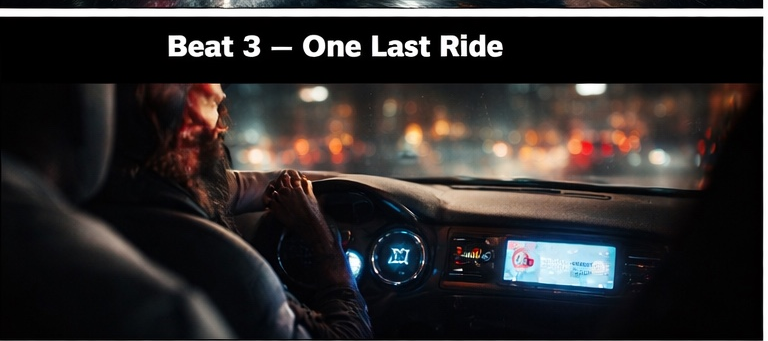 Beat 3 — One Last Ride